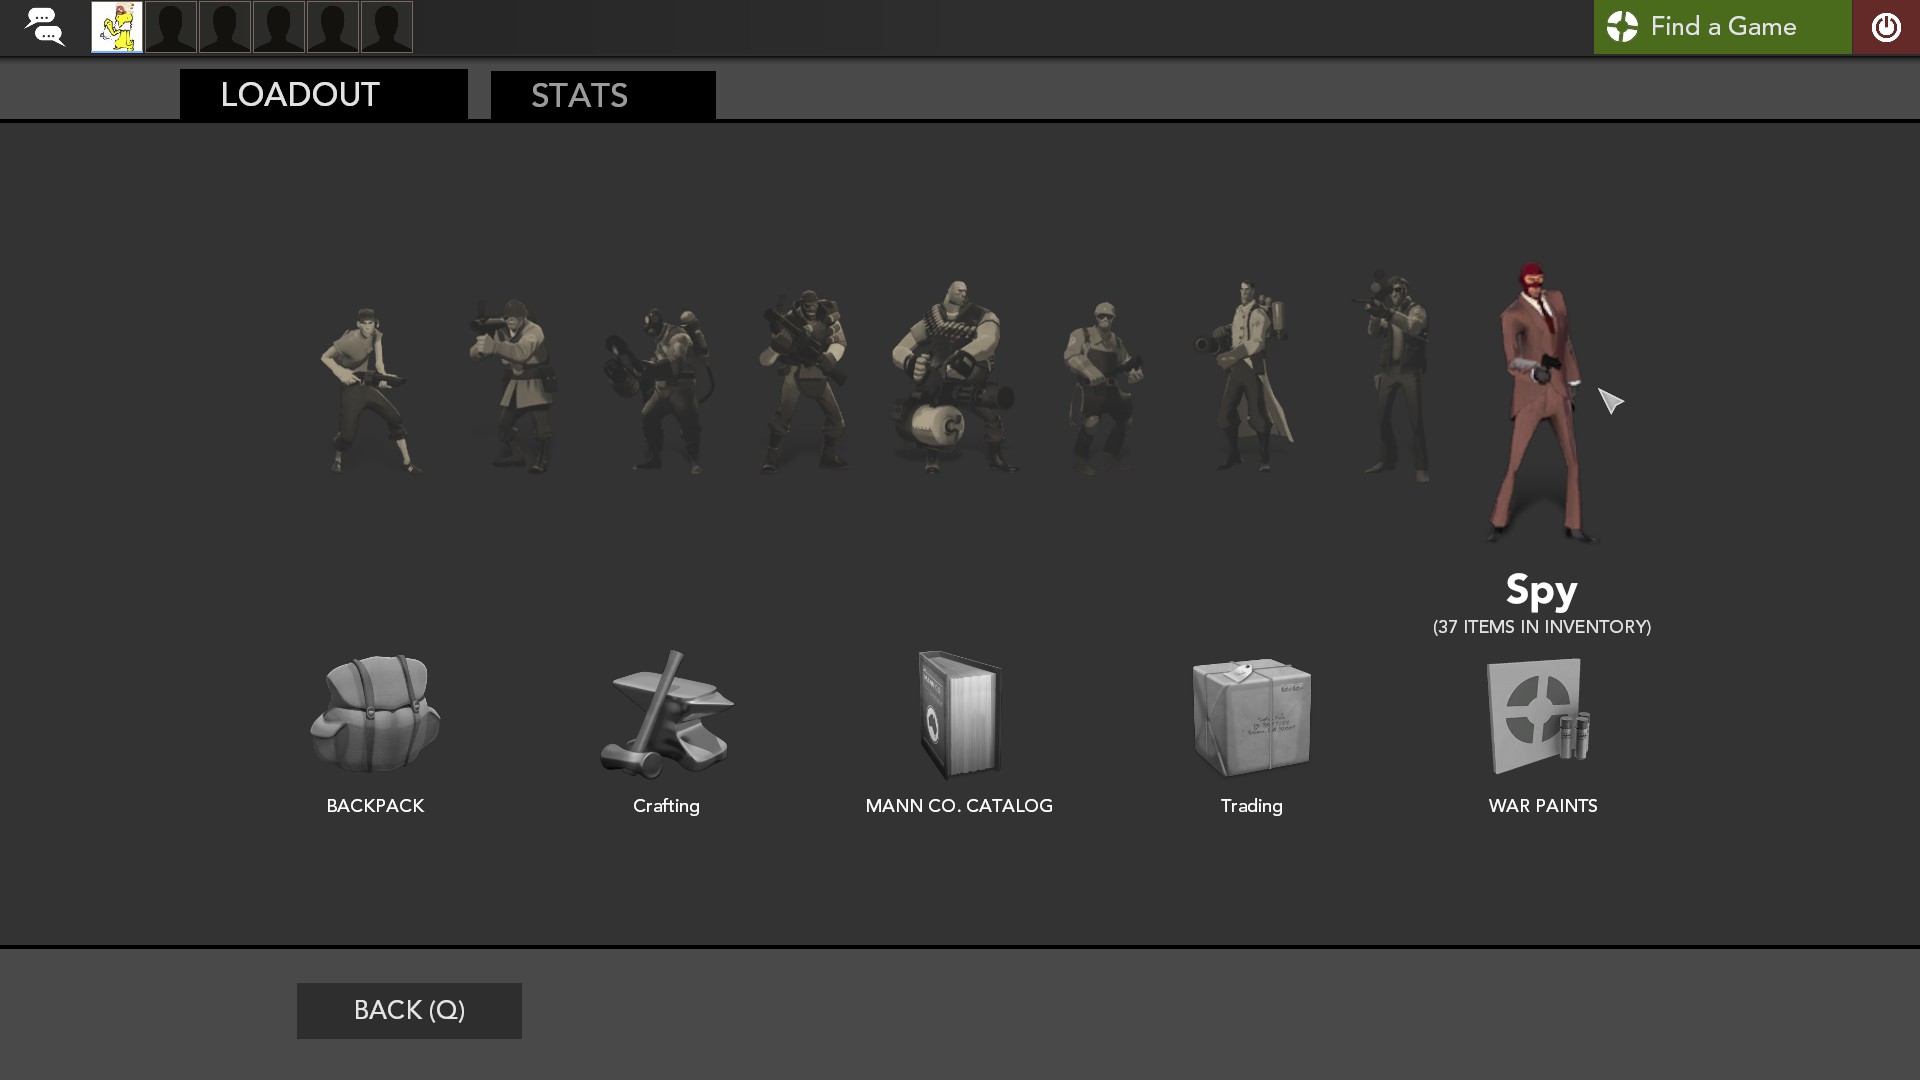 Find a Game
LOADOUT
STATS
Spy
(37 ITEMS IN INVENTORY)
BACKPACK
Crafting
MANN CO. CATALOG
Trading
WAR PAINTS
BACK (Q)